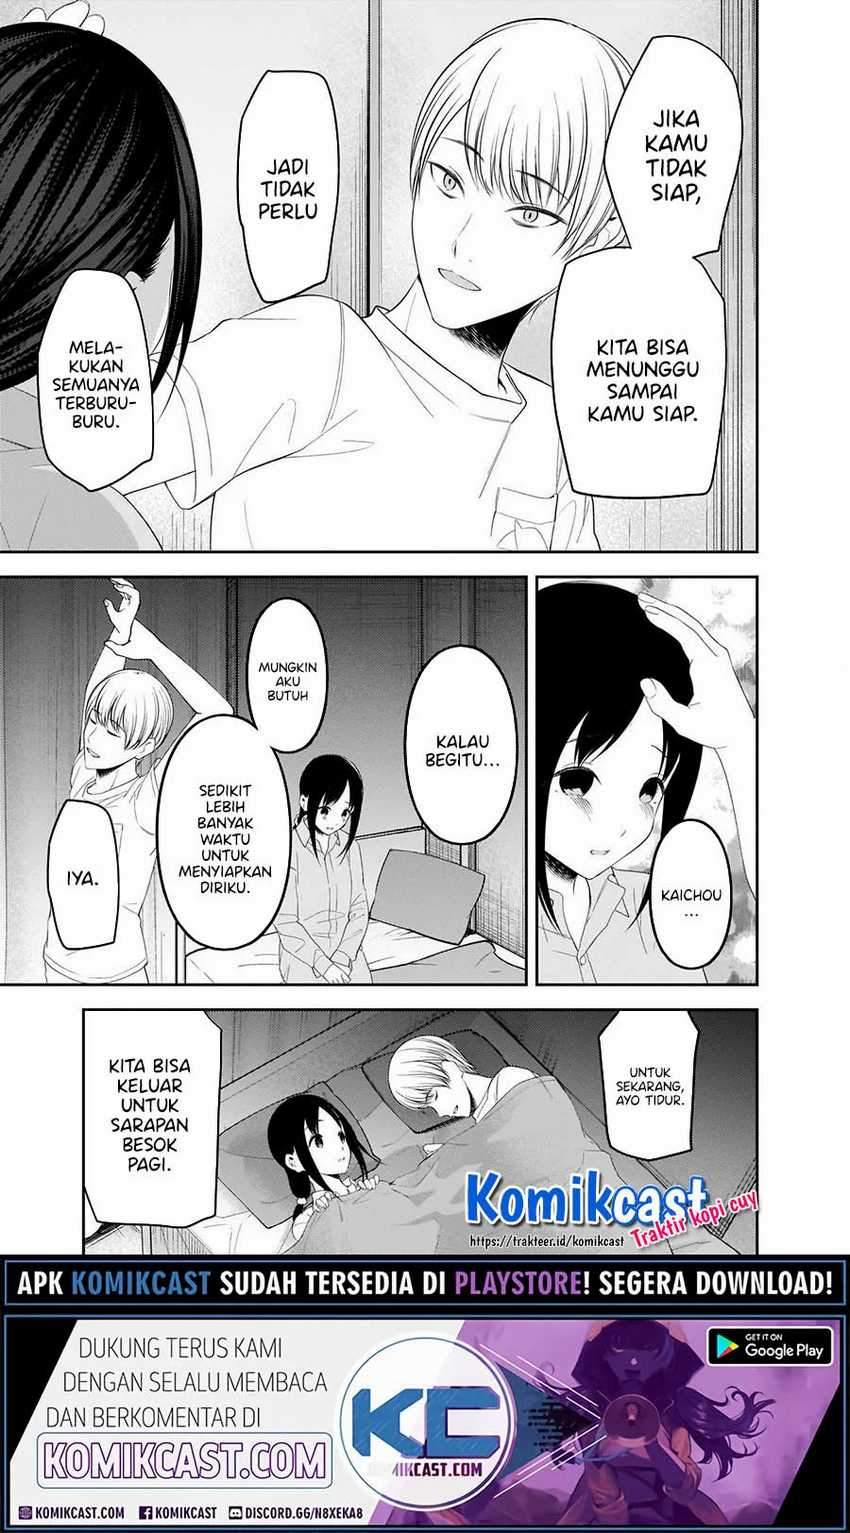 JIKA
KAMU
TIDAK
SIAP,
KITA BISA
MENUNGGU
SAMPAI
KAMU SIAP.
JADI
TIDAK
PERLU
MELA-
KUKAN
SEMUANYA
TERBURU-
BURU.
KAICHOU
...
KALAU
BEGITU...
MUNGKIN
AKU
BUTUH
SEDIKIT
LEBIH
BANYAK
WAKTU
UNTUK
MENYIAPKAN
DIRIKU.
IYA.
UNTUK
SEKARANG,
AYO TIDUR.
KITA BISA
KELUAR
UNTUK
SARAPAN
BESOK
PAGI.
Komikcast
Traktir kopi cuy
https://trakteer.id/komikcast
APK KOMIKCAST SUDAH TERSEDIA DI PLAYSTORE! SEGERA DOWNLOAD!
DUKUNG TERUS KAMI
DENGAN SELALU MEMBACA
DAN BERKOMENTAR DI
KOMIKCAST.COM
KC
KOMIKCAST.COM
GET IT ON
Google Play
KOMIKCAST.COM
KOMIKCAST
DISCORD.GG/N8XEKA8